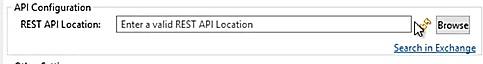 API Configuration
REST API Location: Enter a valid REST API Location Browse
Search in Exchange